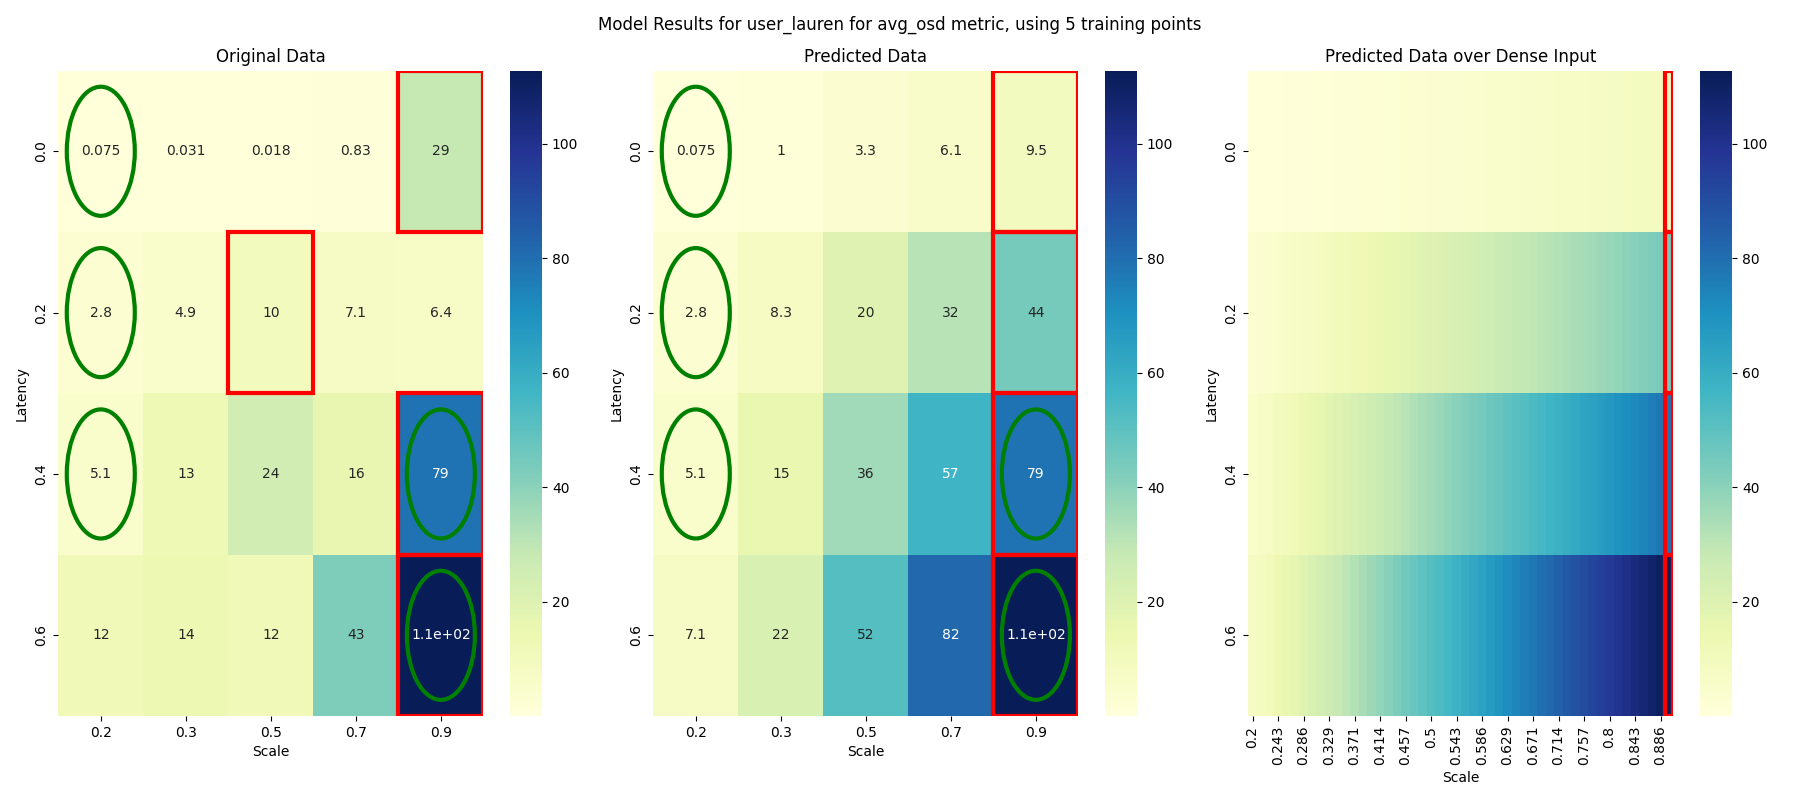 Model Results for user_lauren for avg_osd metric, using 5 training points
Original Data
Predicted Data
Predicted Data over Dense Input
Latency
0.0
0.2
0.4
0.6
0.075 0.031 0.018 0.83 29
2.8 4.9 10 7.1 6.4
5.1 13 24 16 79
12 14 12 43 1.1e+02
0.2 0.3 0.5 0.7 0.9
Scale
100
80
60
40
20
Latency
0.0
0.2
0.4
0.6
0.075 1 3.3 6.1 9.5
2.8 8.3 20 32 44
5.1 15 36 57 79
7.1 22 52 82 1.1e+02
0.2 0.3 0.5 0.7 0.9
Scale
100
80
60
40
20
Latency
0.0
0.2
0.4
0.6
0.2 0.243 0.286 0.329 0.371 0.414 0.457 0.5 0.543 0.586 0.629 0.671 0.714 0.757 0.8 0.843 0.886
Scale
100
80
60
40
20